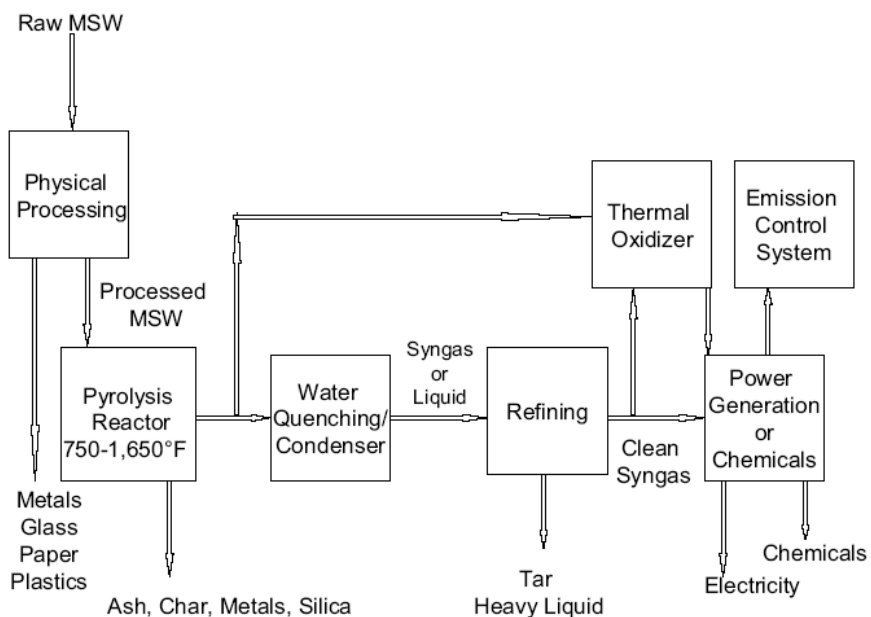 Raw MSW
Physical
Processing
Processed
MSW
Metals
Glass
Paper
Plastics
Pyrolysis
Reactor
750-1,650°F
Ash, Char, Metals, Silica
Water
Quenching/
Condenser
Syngas
or
Liquid
Refining
Tar
Heavy Liquid
Clean
Syngas
Thermal
Oxidizer
Emission
Control
System
Power
Generation
or
Chemicals
Electricity
Chemicals